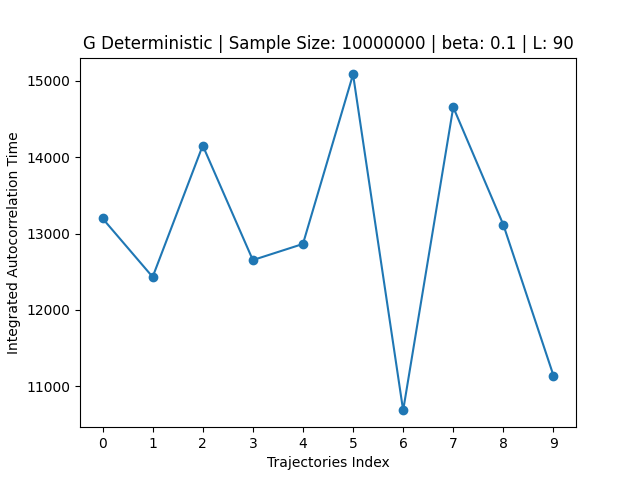 G Deterministic | Sample Size: 10000000 | beta: 0.1 | L: 90
Integrated Autocorrelation Time
15000
14000
13000
12000
11000
0 1 2 3 4 5 6 7 8 9
Trajectories Index